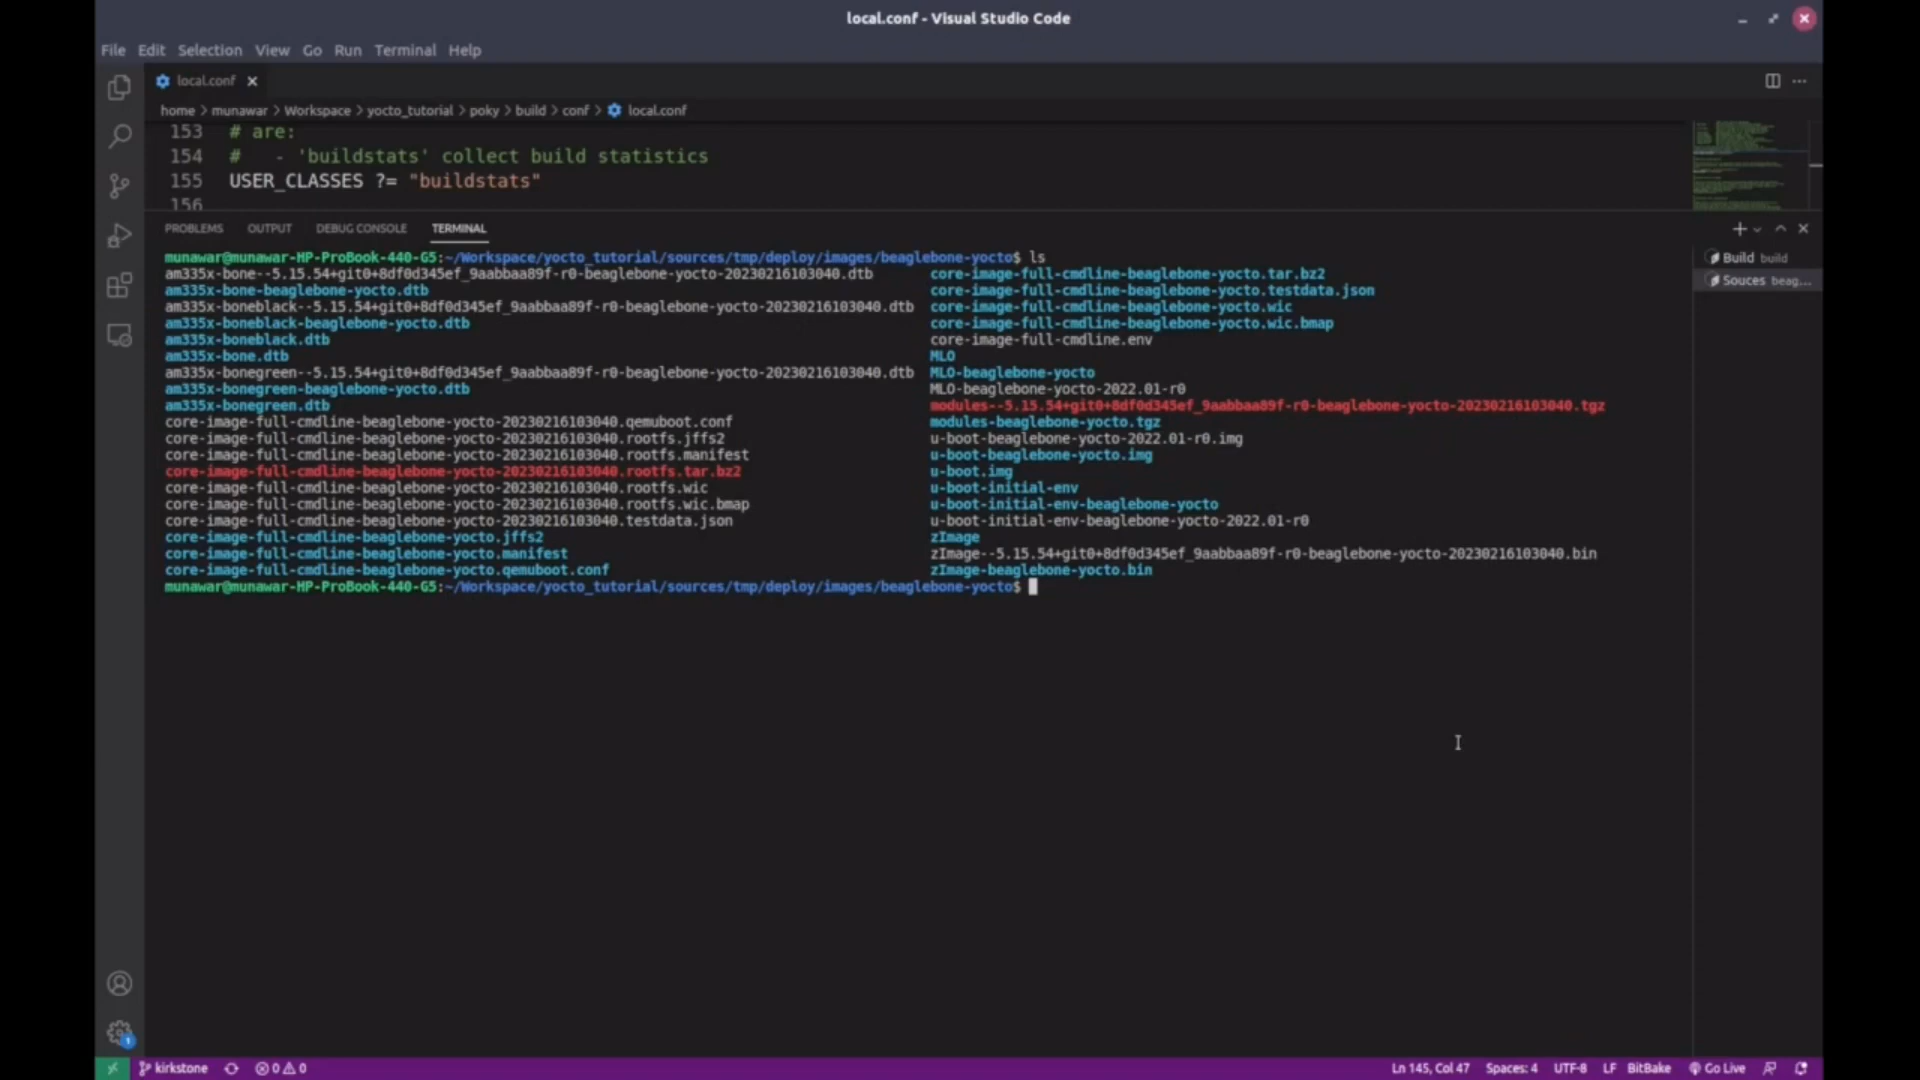 local.conf - Visual Studio Code
File Edit Selection View Go Run Terminal Help
local.conf
home > munawar > Workspace > yocto_tutorial > poky > build > conf > local.conf
153 # are:
154 #   - 'buildstats' collect build statistics
155 USER_CLASSES ?= "buildstats"
156
PROBLEMS OUTPUT DEBUG CONSOLE TERMINAL
Build build
Souces beag...
munawar@munawar-HP-ProBook-440-G5:~/Workspace/yocto_tutorial/sources/tmp/deploy/images/beaglebone-yocto$ ls
am335x-bone--5.15.54+git0+8df0d345ef_9aabbaa89f-r0-beaglebone-yocto-20230216103040.dtb core-image-full-cmdline-beaglebone-yocto.tar.bz2
am335x-bone-beaglebone-yocto.dtb core-image-full-cmdline-beaglebone-yocto.testdata.json
am335x-boneblack--5.15.54+git0+8df0d345ef_9aabbaa89f-r0-beaglebone-yocto-20230216103040.dtb core-image-full-cmdline-beaglebone-yocto.wic
am335x-boneblack-beaglebone-yocto.dtb core-image-full-cmdline-beaglebone-yocto.wic.bmap
am335x-boneblack.dtb core-image-full-cmdline.env
am335x-bone.dtb MLO
am335x-bonegreen--5.15.54+git0+8df0d345ef_9aabbaa89f-r0-beaglebone-yocto-20230216103040.dtb MLO-beaglebone-yocto
am335x-bonegreen-beaglebone-yocto.dtb MLO-beaglebone-yocto-2022.01-r0
am335x-bonegreen.dtb modules--5.15.54+git0+8df0d345ef_9aabbaa89f-r0-beaglebone-yocto-20230216103040.tgz
core-image-full-cmdline-beaglebone-yocto-20230216103040.qemuboot.conf modules-beaglebone-yocto.tgz
core-image-full-cmdline-beaglebone-yocto-20230216103040.rootfs.jffs2 u-boot-beaglebone-yocto-2022.01-r0.img
core-image-full-cmdline-beaglebone-yocto-20230216103040.rootfs.manifest u-boot-beaglebone-yocto.img
core-image-full-cmdline-beaglebone-yocto-20230216103040.rootfs.tar.bz2 u-boot.img
core-image-full-cmdline-beaglebone-yocto-20230216103040.rootfs.wic u-boot-initial-env
core-image-full-cmdline-beaglebone-yocto-20230216103040.rootfs.wic.bmap u-boot-initial-env-beaglebone-yocto
core-image-full-cmdline-beaglebone-yocto-20230216103040.testdata.json u-boot-initial-env-beaglebone-yocto-2022.01-r0
core-image-full-cmdline-beaglebone-yocto.jffs2 zImage
core-image-full-cmdline-beaglebone-yocto.manifest zImage--5.15.54+git0+8df0d345ef_9aabbaa89f-r0-beaglebone-yocto-20230216103040.bin
core-image-full-cmdline-beaglebone-yocto.qemuboot.conf zImage-beaglebone-yocto.bin
munawar@munawar-HP-ProBook-440-G5:~/Workspace/yocto_tutorial/sources/tmp/deploy/images/beaglebone-yocto$
1
kirkstone 0 0 Ln 145, Col 47 Spaces: 4 UTF-8 LF BitBake Go Live